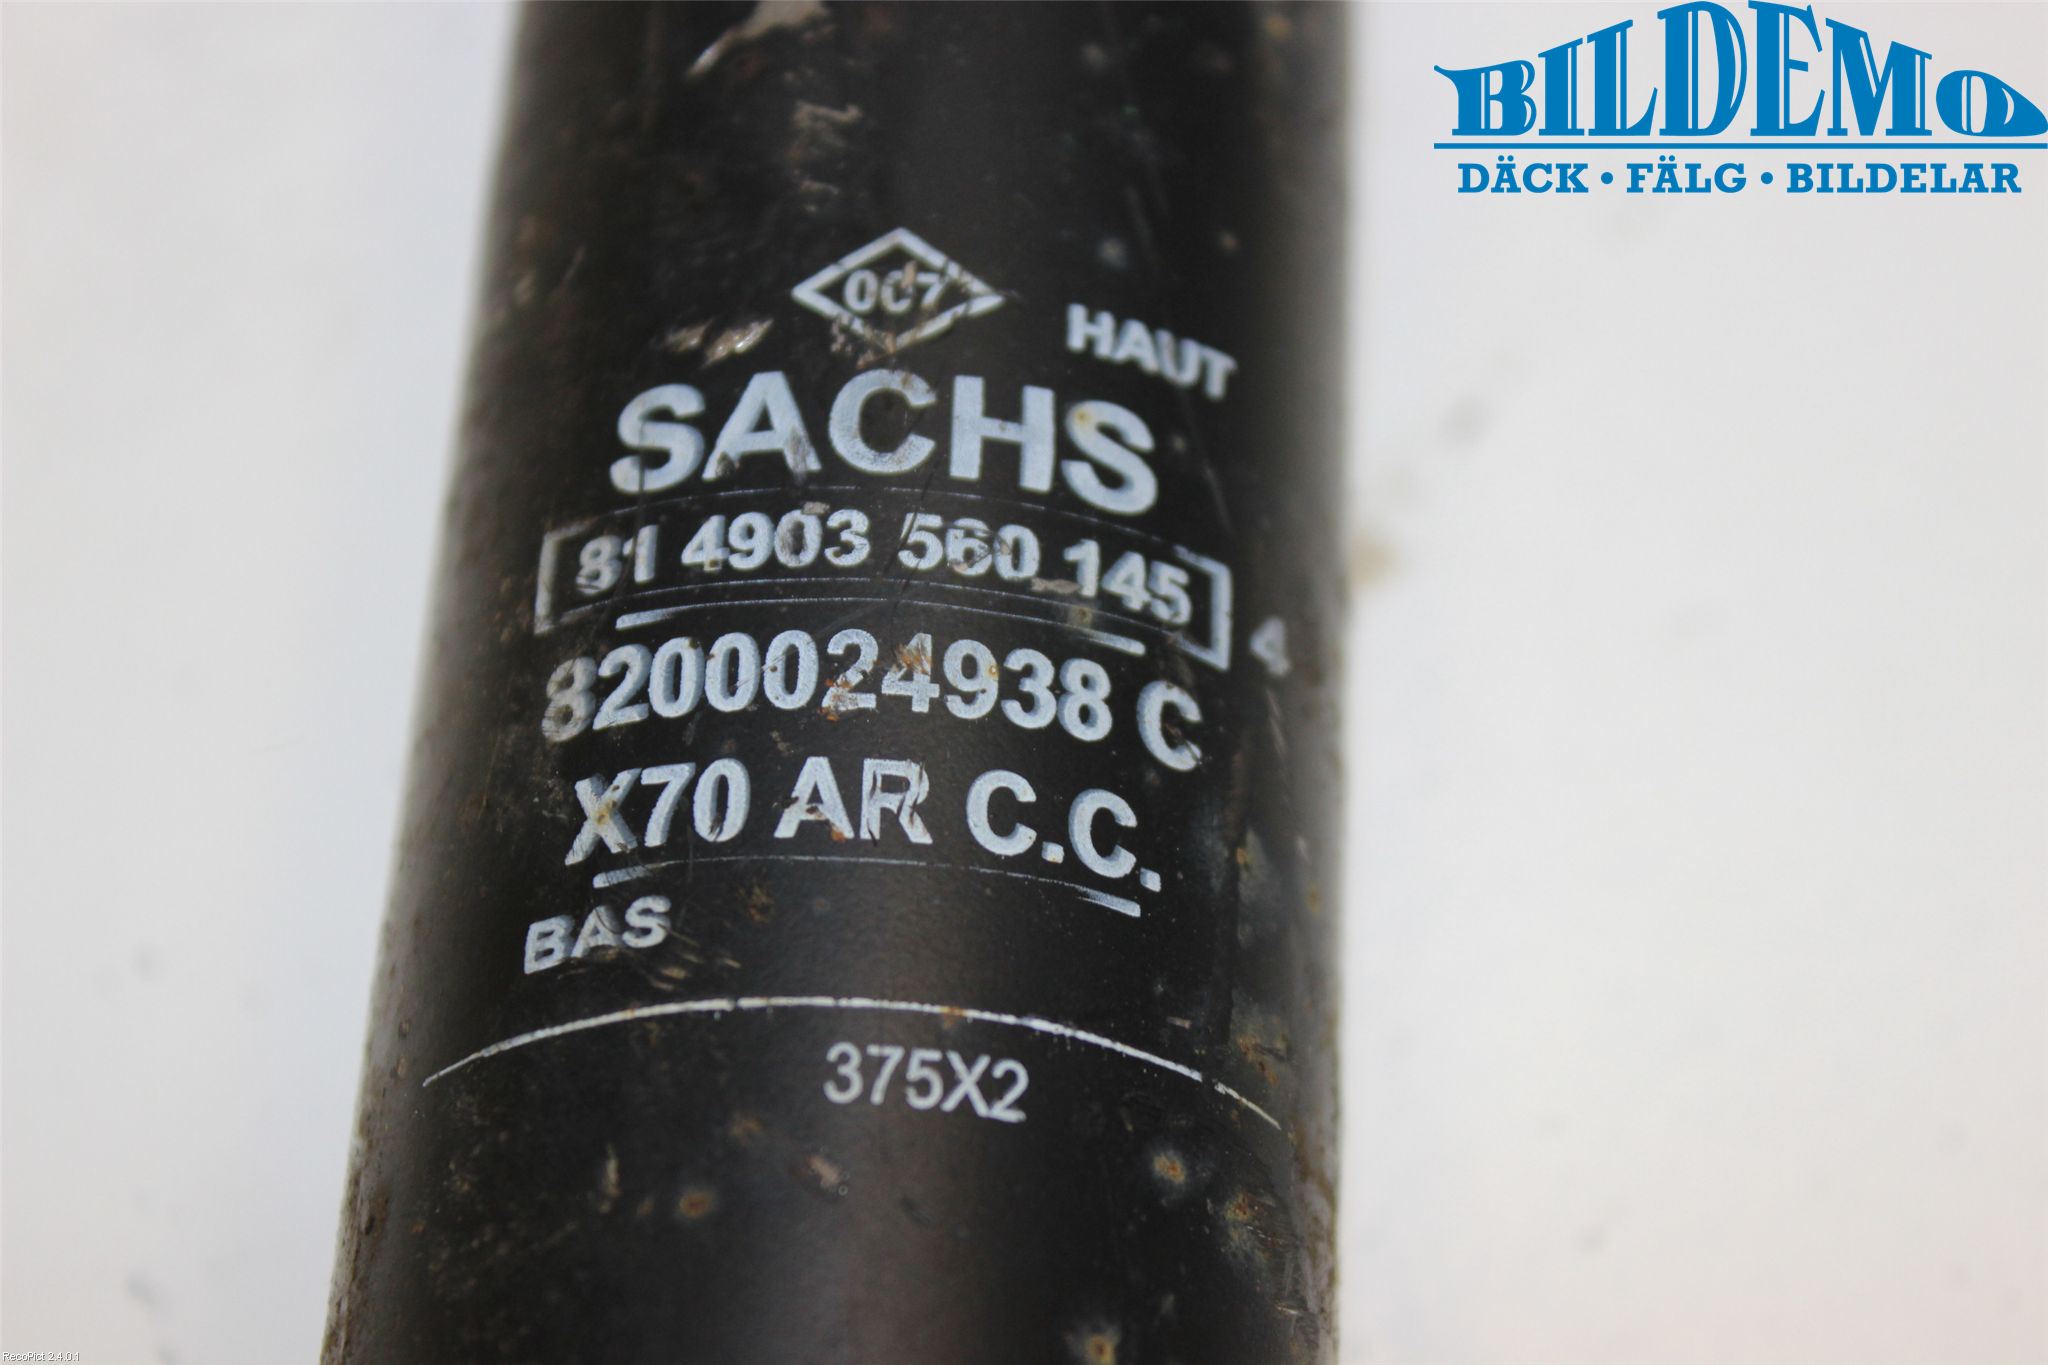 BILDEMO
DÄCK • FÄLG • BILDELAR
007
HAUT
SACHS
81 4903 560 145
4
8200024938 C
X70 AR C.C.
BAS
375X2
RecoPict 2.4.0.1